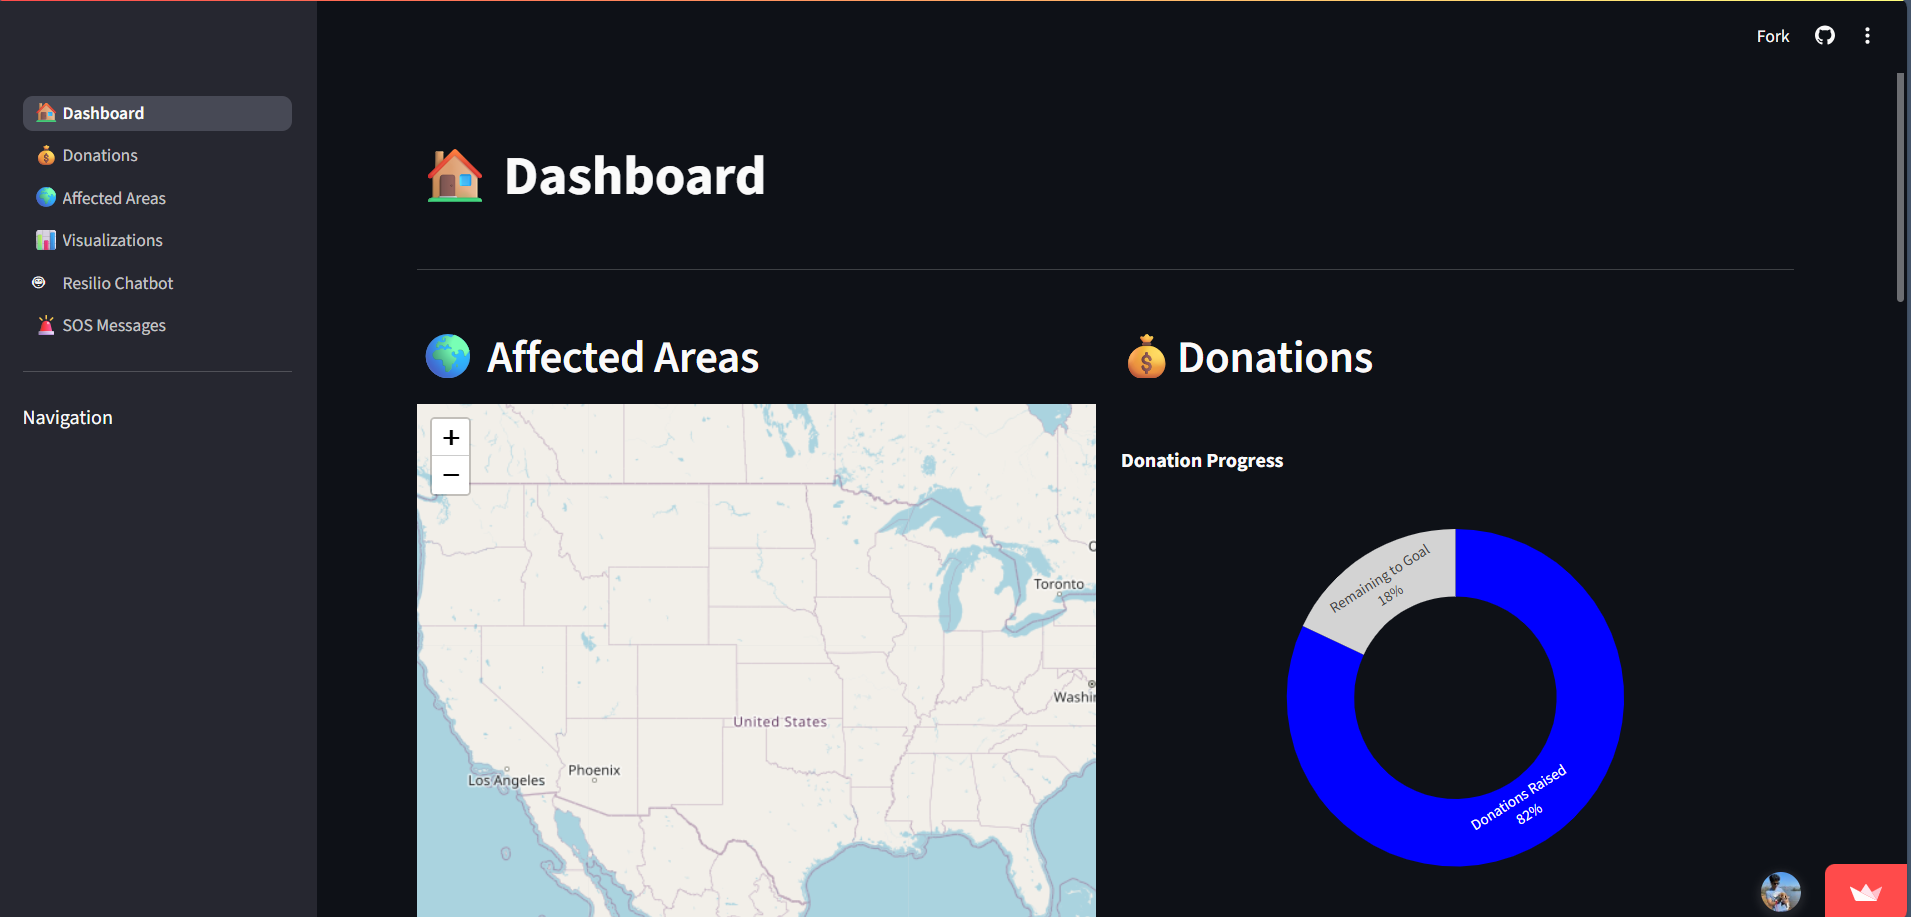 Fork
Dashboard
Donations
Affected Areas
Visualizations
Resilio Chatbot
SOS Messages
Navigation
Dashboard
Affected Areas
+
−
Toronto
United States
Los Angeles
Phoenix
Donations
Donation Progress
Remaining to Goal
18%
Donations Raised
82%